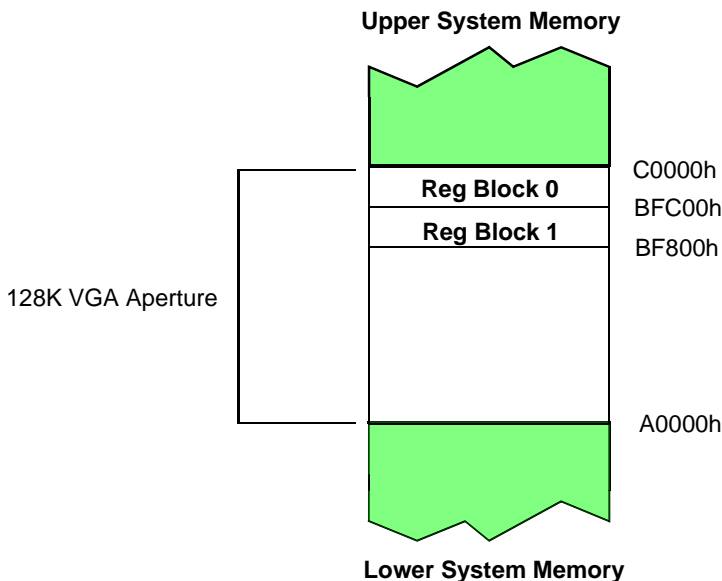 Upper System Memory
C0000h
Reg Block 0
BFC00h
Reg Block 1
BF800h
128K VGA Aperture
A0000h
Lower System Memory